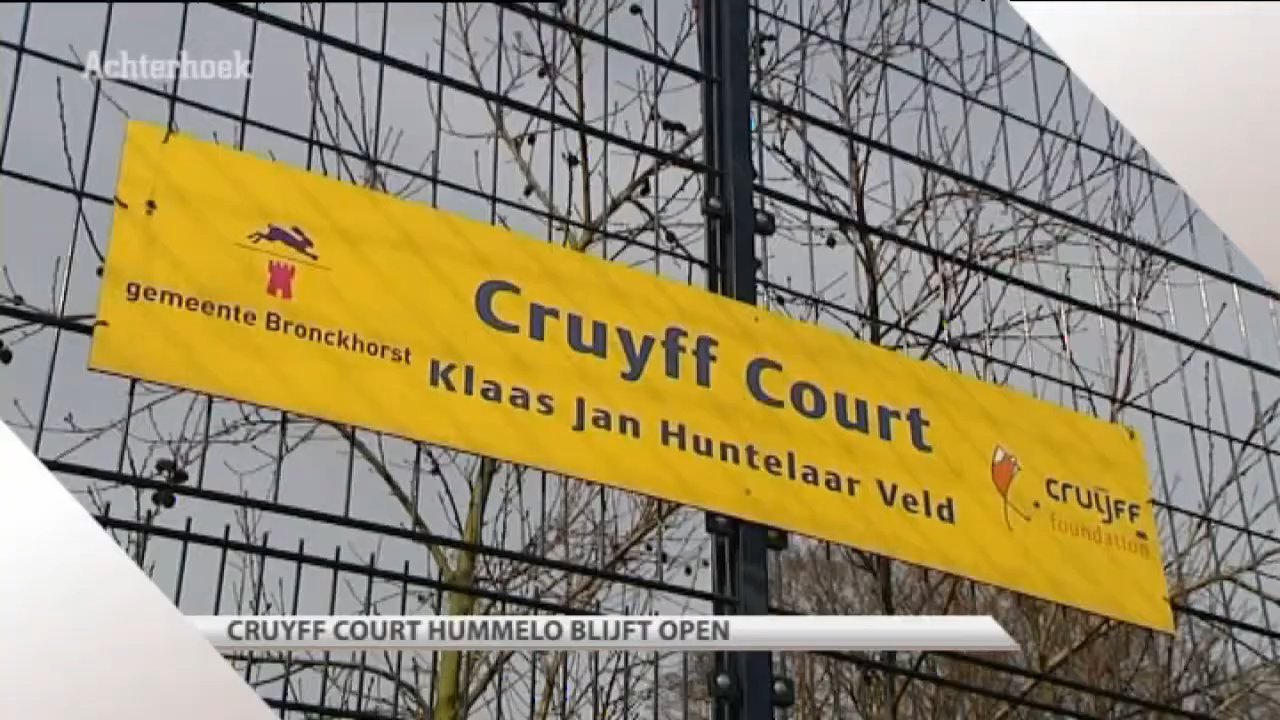 Achterhoek
gemeente Bronckhorst
Cruyff Court
Klaas Jan Huntelaar Veld
cruyff
foundation
CRUYFF COURT HUMMELO BLIJFT OPEN